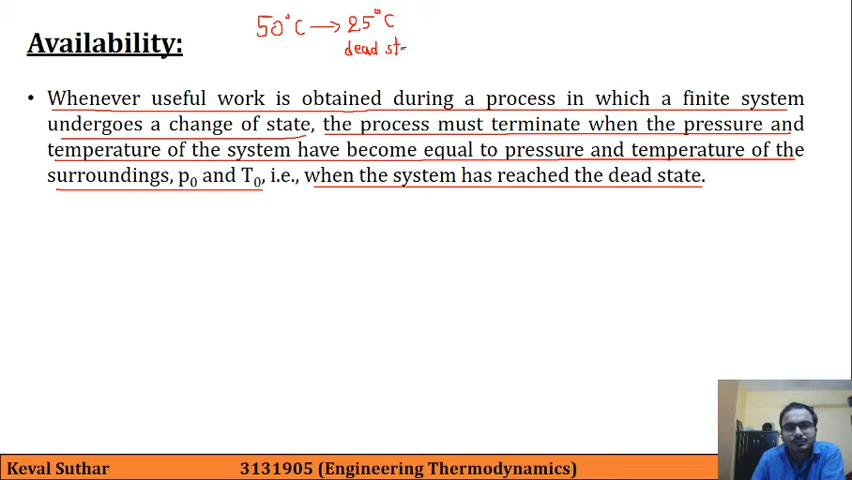 50°C → 25°C
dead st
Availability:
• Whenever useful work is obtained during a process in which a finite system
undergoes a change of state, the process must terminate when the pressure and
temperature of the system have become equal to pressure and temperature of the
surroundings, p₀ and T₀, i.e., when the system has reached the dead state.
Keval Suthar 3131905 (Engineering Thermodynamics)